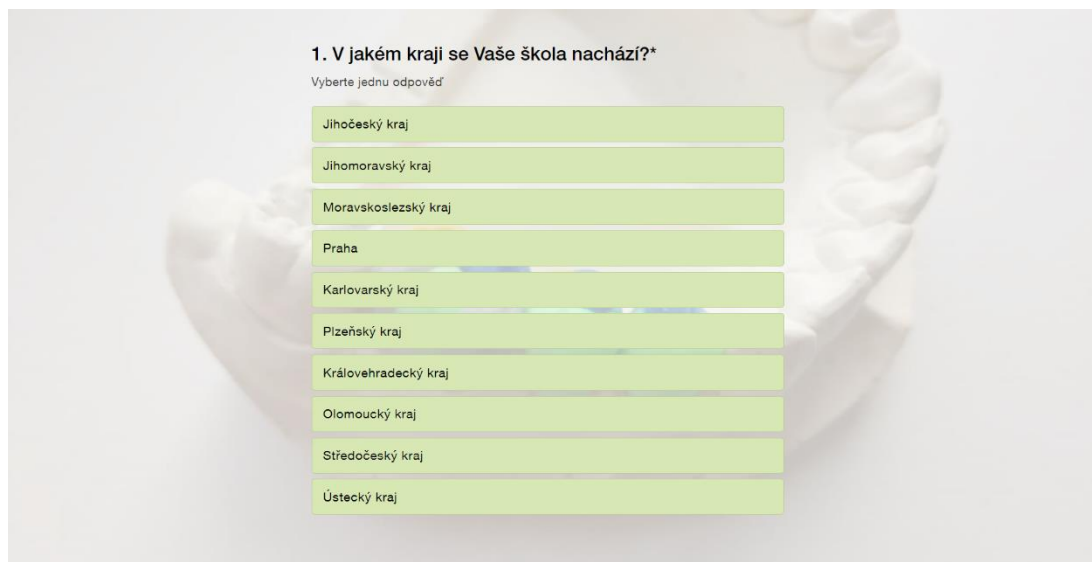 1. V jakém kraji se Vaše škola nachází?*
Vyberte jednu odpověď
Jihočeský kraj
Jihomoravský kraj
Moravskoslezský kraj
Praha
Karlovarský kraj
Plzeňský kraj
Královehradecký kraj
Olomoucký kraj
Středočeský kraj
Ústecký kraj